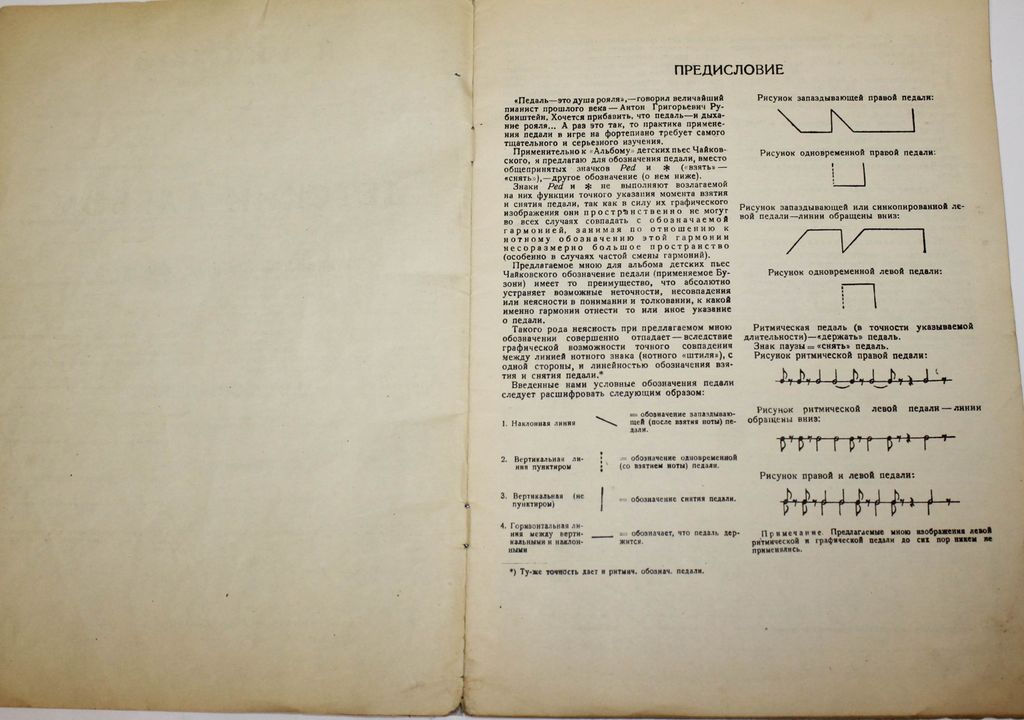 ПРЕДИСЛОВИЕ
«Педаль—это душа рояля»,—говорил величайший
пианист прошлого века — Антон Григорьевич Ру-
бинштейн. Хочется прибавить, что педаль—и дыха-
ние рояля... А раз это так, то практика примене-
ния педали в игре на фортепиано требует самого
тщательного и серьезного изучения.
Применительно к «Альбому» детских пьес Чайков-
ского, я предлагаю для обозначения педали, вместо
общепринятых значков Ped и ✻ («взять» —
«снять»),—другое обозначение (о нем ниже).
Знаки Ped и ✻ не выполняют возлагаемой
на них функции точного указания момента взятия
и снятия педали, так как в силу их графического
изображения они пространственно не могут
во всех случаях совпадать с обозначаемой
гармонией, занимая по отношению к
нотному обозначению этой гармонии
несоразмерно большое пространство
(особенно в случаях частой смены гармоний).
Предлагаемое мною для альбома детских пьес
Чайковского обозначение педали (применяемое Бу-
зони) имеет то преимущество, что абсолютно
устраняет возможные неточности, несовпадения
или неясности в понимании и толковании, к какой
именно гармонии отнести то или иное указание
о педали.
Такого рода неясность при предлагаемом мною
обозначении совершенно отпадает—вследствие
графической возможности точного совпадения
между линией нотного знака (нотного «штиля»), с
одной стороны, и линейностью обозначения взя-
тия и снятия педали.*
Введенные нами условные обозначения педали
следует расшифровать следующим образом:
1. Наклонная линия
= обозначение запаздываю-
щей (после взятия ноты) пе-
дали.
2. Вертикальная ли-
ния пунктиром
= обозначение одновременной
(со взятием ноты) педали.
3. Вертикальная (не
пунктиром)
= обозначение снятия педали.
4. Горизонтальная ли-
ния между верти-
кальными и наклон-
ными
= обозначает, что педаль дер-
жится.
*) Ту-же точность дает и ритмич. обознач. педали.
Рисунок запаздывающей правой педали:
Рисунок одновременной правой педали:
Рисунок запаздывающей или синкопированной ле-
вой педали—линии обращены вниз:
Рисунок одновременной левой педали:
Ритмическая педаль (в точности указываемой
длительности)—«держать» педаль.
Знак паузы = «снять» педаль.
Рисунок ритмической правой педали:
Рисунок ритмической левой педали — линии
обращены вниз:
Рисунок правой и левой педали:
Примечание. Предлагаемые мною изображения левой
ритмической и графической педали до сих пор никем не
применялись.